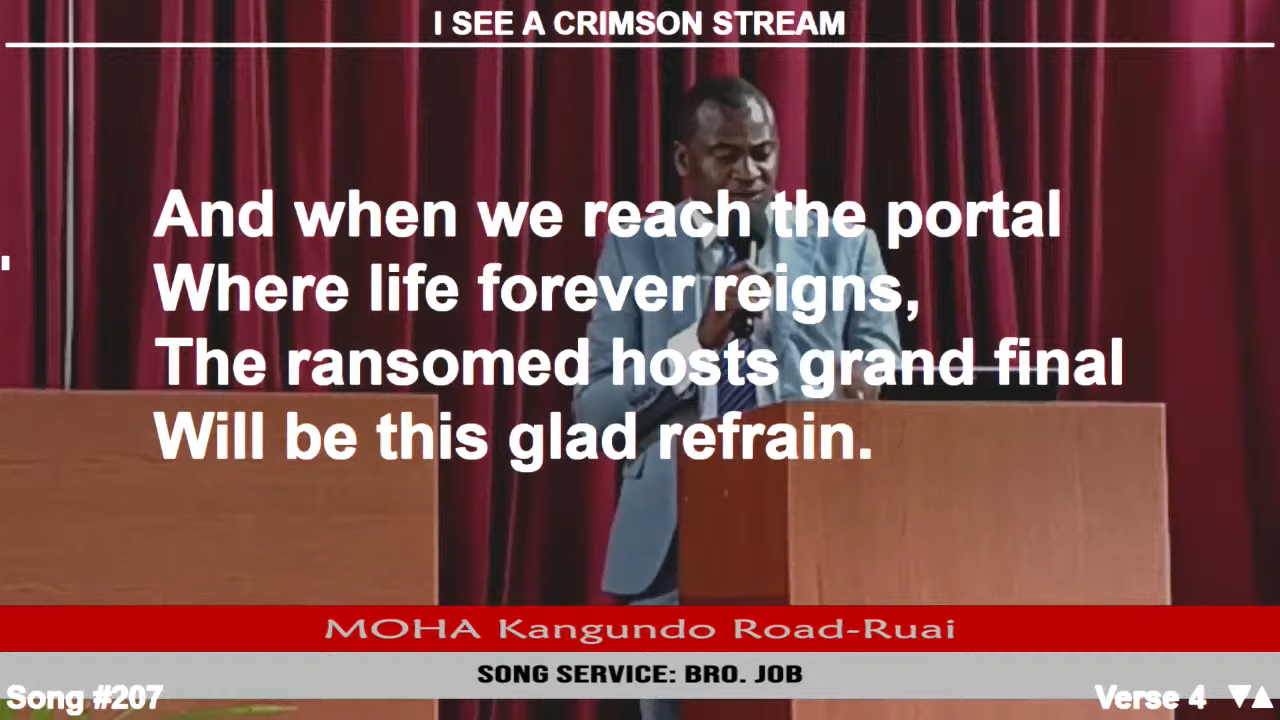 I SEE A CRIMSON STREAM
And when we reach the portal
Where life forever reigns,
The ransomed hosts grand final
Will be this glad refrain.
MOHA Kangundo Road-Ruai
SONG SERVICE: BRO. JOB
Song #207
Verse 4 ▼▲